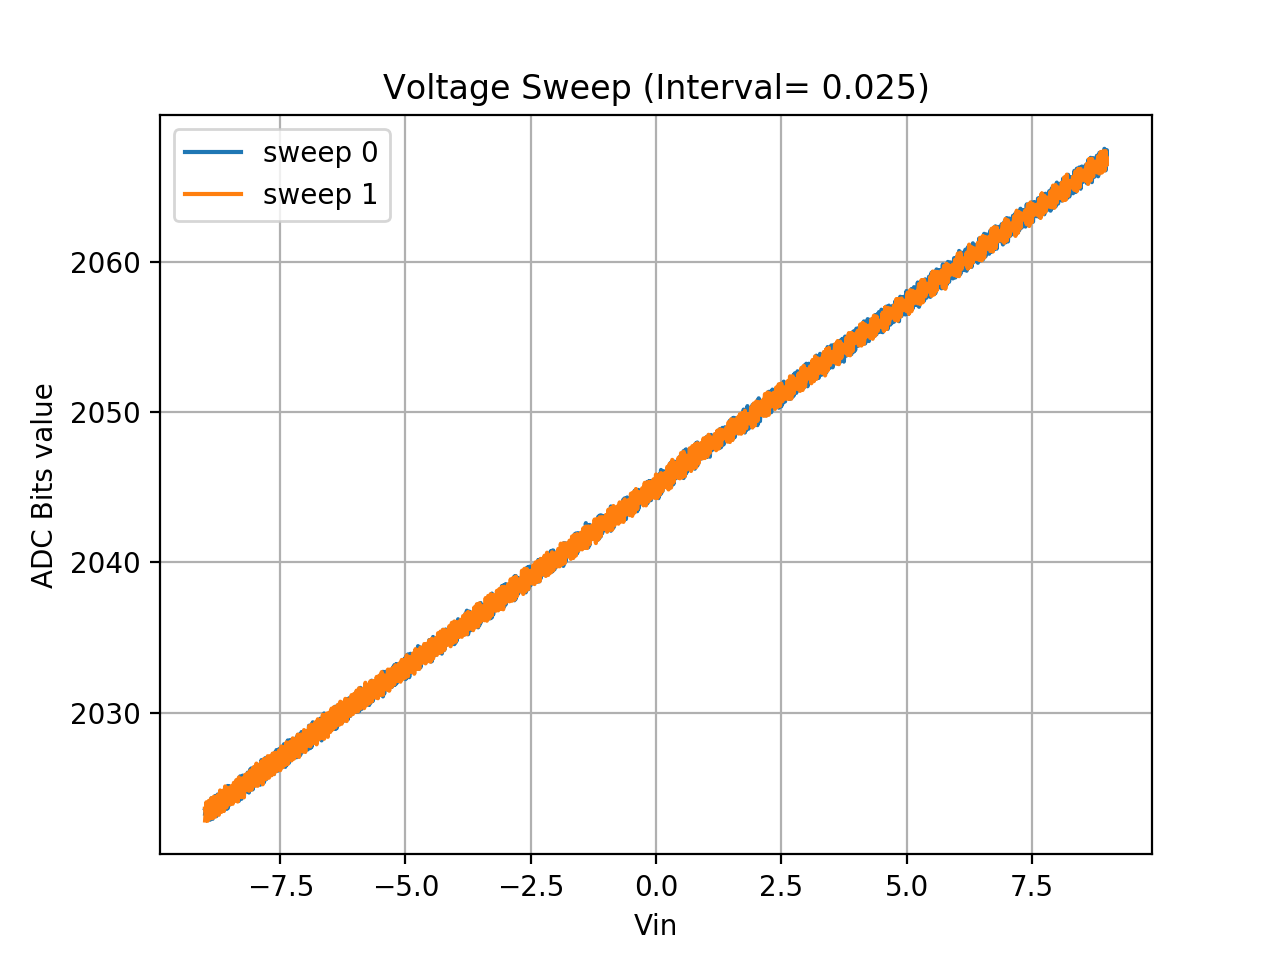 Voltage Sweep (Interval= 0.025)
sweep 0
sweep 1
2060
2050
2040
2030
ADC Bits value
−7.5 −5.0 −2.5 0.0 2.5 5.0 7.5
Vin